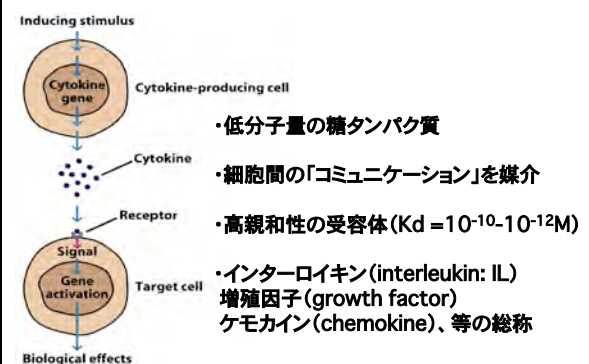 Inducing stimulus
Cytokine
gene
Cytokine-producing cell
Cytokine
Receptor
Signal
Gene
activation
Target cell
Biological effects
・低分子量の糖タンパク質
・細胞間の「コミュニケーション」を媒介
・高親和性の受容体(Kd =10-10-10-12M)
・インターロイキン(interleukin: IL)
増殖因子(growth factor)
ケモカイン(chemokine)、等の総称